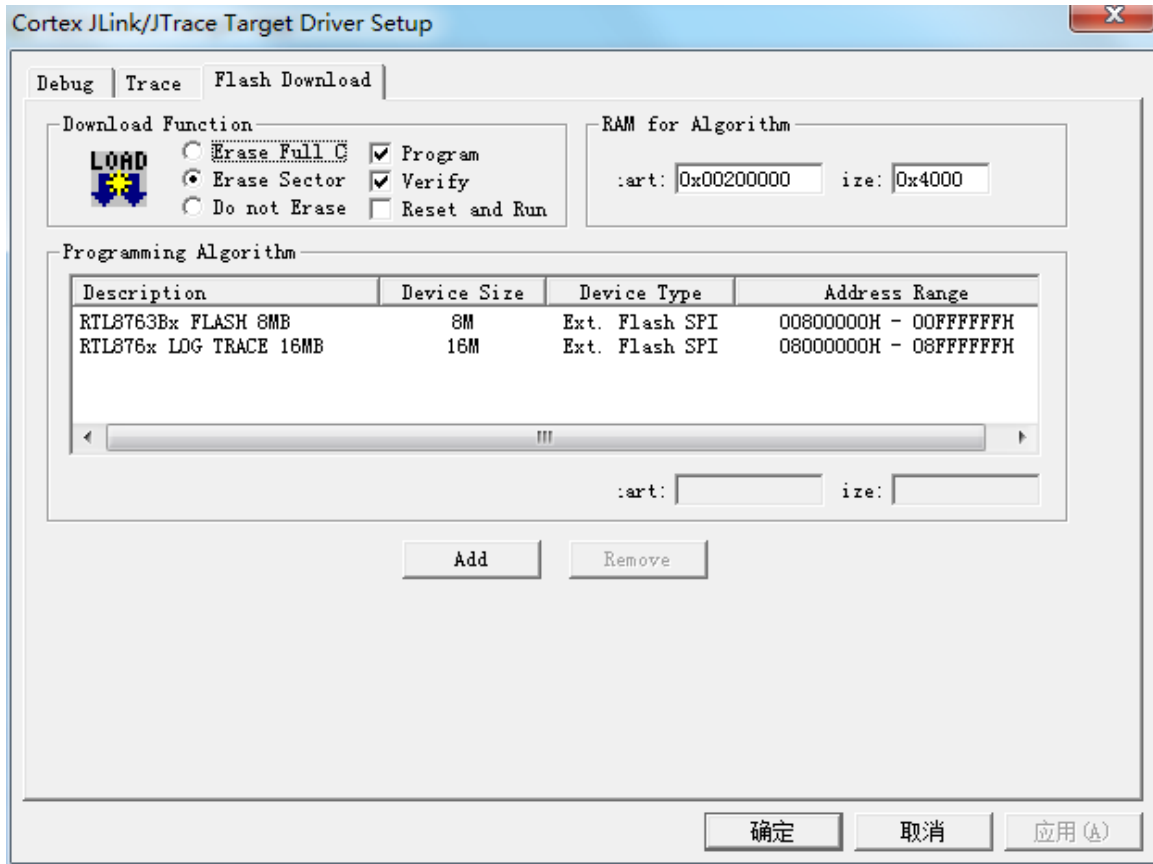 Cortex JLink/JTrace Target Driver Setup
Debug Trace Flash Download
Download Function
LOAD
Erase Full C
Erase Sector
Do not Erase
Program
Verify
Reset and Run
RAM for Algorithm
:art: 0x00200000 ize: 0x4000
Programming Algorithm
Description Device Size Device Type Address Range
RTL8763Bx FLASH 8MB 8M Ext. Flash SPI 00800000H - 00FFFFFFH
RTL876x LOG TRACE 16MB 16M Ext. Flash SPI 08000000H - 08FFFFFFH
:art: ize:
Add Remove
确定 取消 应用(A)